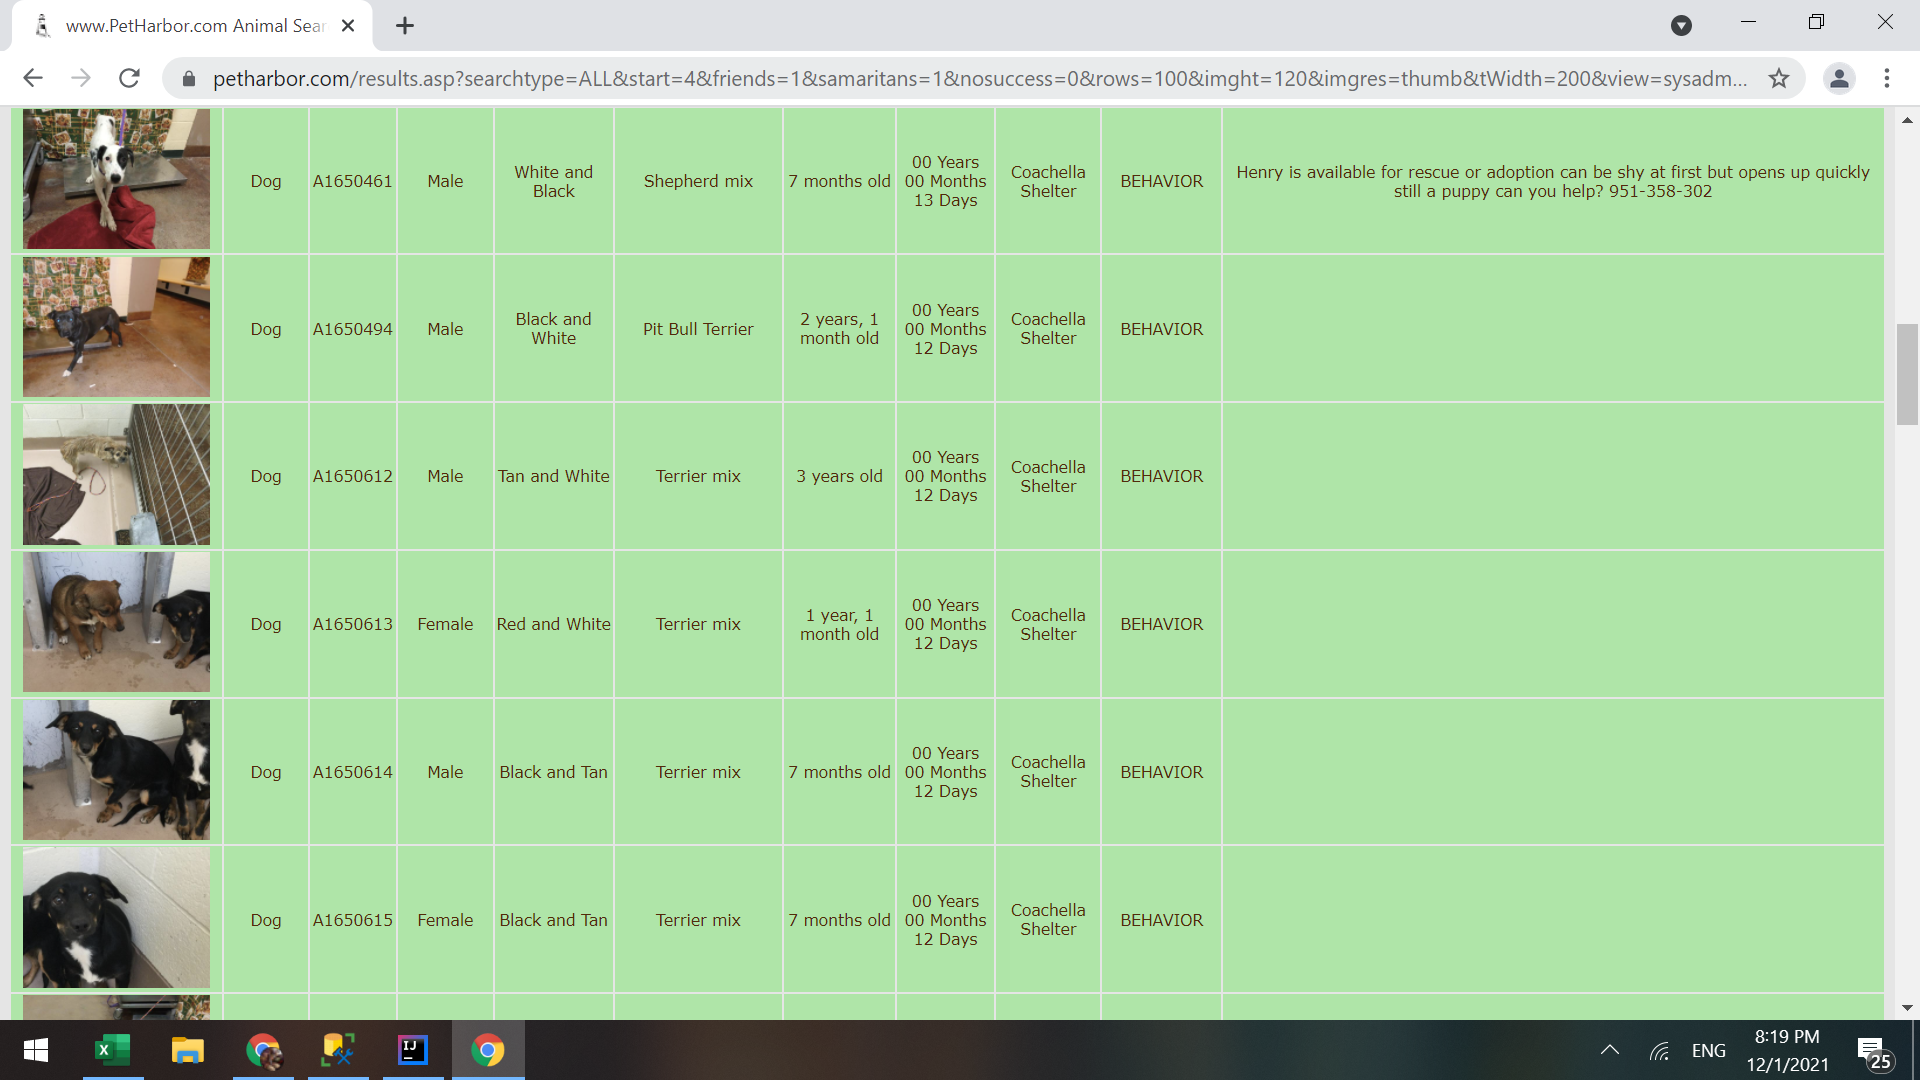 www.PetHarbor.com Animal Sear
petharbor.com/results.asp?searchtype=ALL&start=4&friends=1&samaritans=1&nosuccess=0&rows=100&imght=120&imgres=thumb&tWidth=200&view=sysadm...
Dog A1650461 Male White and Black Shepherd mix 7 months old 00 Years 00 Months 13 Days Coachella Shelter BEHAVIOR Henry is available for rescue or adoption can be shy at first but opens up quickly
still a puppy can you help? 951-358-302
Dog A1650494 Male Black and White Pit Bull Terrier 2 years, 1 month old 00 Years 00 Months 12 Days Coachella Shelter BEHAVIOR
Dog A1650612 Male Tan and White Terrier mix 3 years old 00 Years 00 Months 12 Days Coachella Shelter BEHAVIOR
Dog A1650613 Female Red and White Terrier mix 1 year, 1 month old 00 Years 00 Months 12 Days Coachella Shelter BEHAVIOR
Dog A1650614 Male Black and Tan Terrier mix 7 months old 00 Years 00 Months 12 Days Coachella Shelter BEHAVIOR
Dog A1650615 Female Black and Tan Terrier mix 7 months old 00 Years 00 Months 12 Days Coachella Shelter BEHAVIOR
X
IJ
ENG
8:19 PM
12/1/2021
25